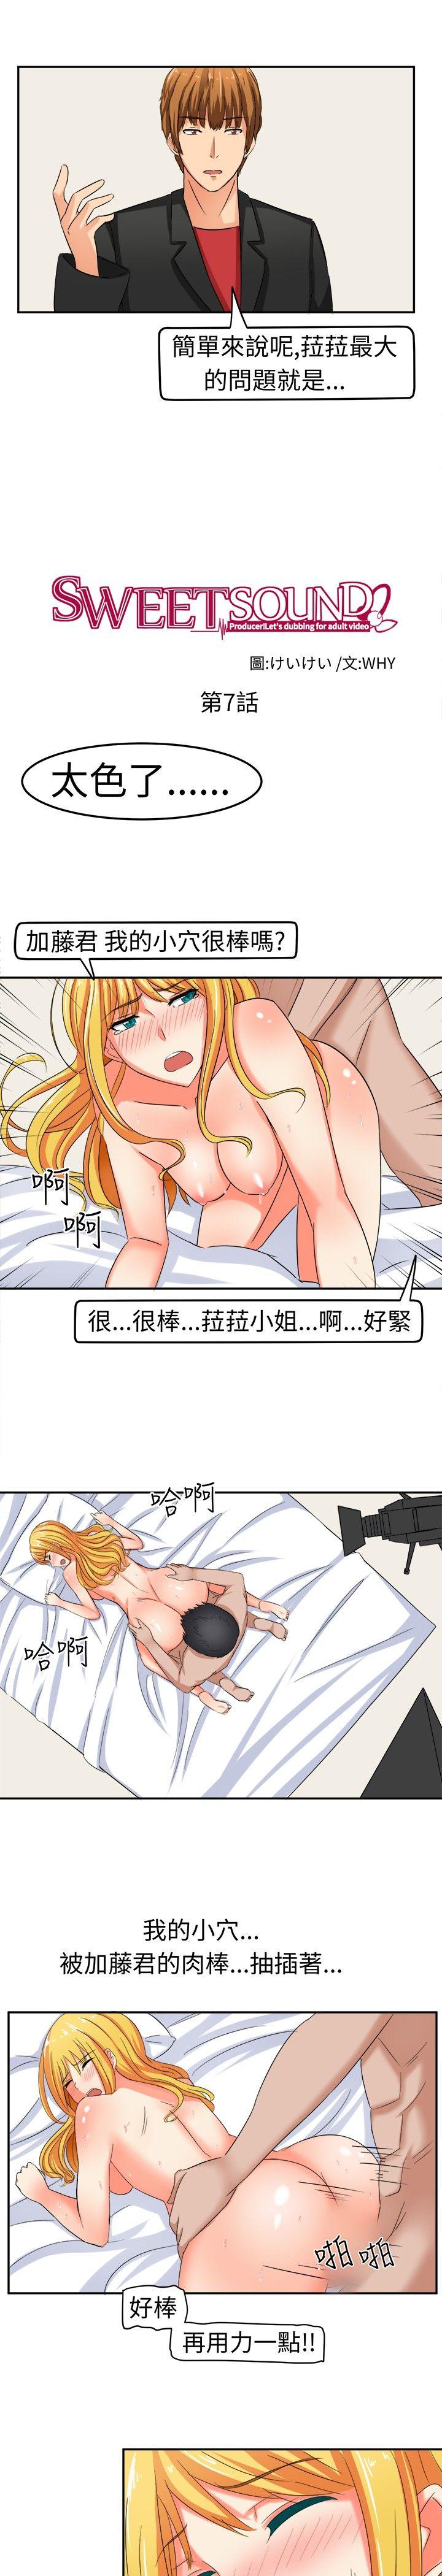 簡單來說呢,菈菈最大
的問題就是...
SWEET SOUND
Producer!Let's dubbing for adult video
圖:けいけい /文:WHY
第7話
太色了......
加藤君 我的小穴很棒嗎?
啊
啊
很...很棒...菈菈小姐...啊...好緊
哈啊
哈啊
我的小穴...
被加藤君的肉棒...抽插著...
啪 啪
好棒
再用力一點!!